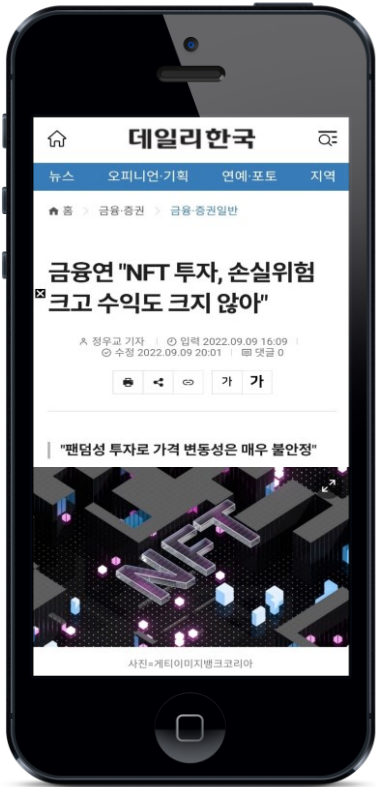 데일리한국
뉴스 오피니언·기획 연예·포토 지역
홈 > 금융·증권 > 금융·증권일반
금융연 "NFT 투자, 손실위험
크고 수익도 크지 않아"
정우교 기자 | 입력 2022.09.09 16:09 |
수정 2022.09.09 20:01 | 댓글 0
가 가
"팬덤성 투자로 가격 변동성은 매우 불안정"
NFT
사진=게티이미지뱅크코리아